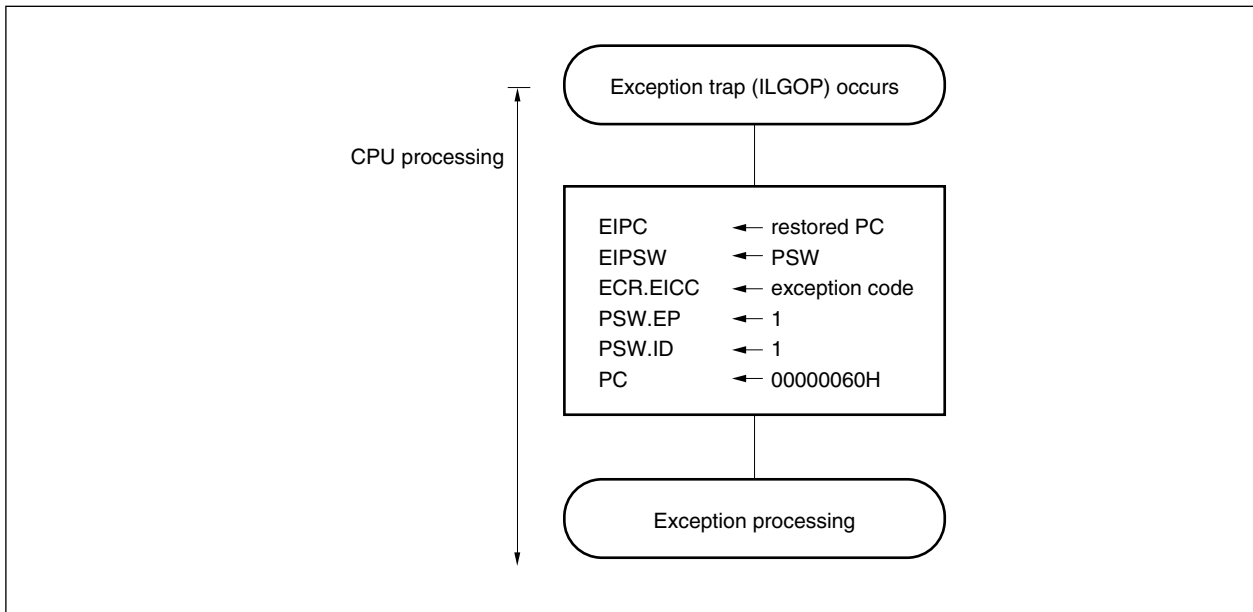 Exception trap (ILGOP) occurs
CPU processing
EIPC ← restored PC
EIPSW ← PSW
ECR.EICC ← exception code
PSW.EP ← 1
PSW.ID ← 1
PC ← 00000060H
Exception processing